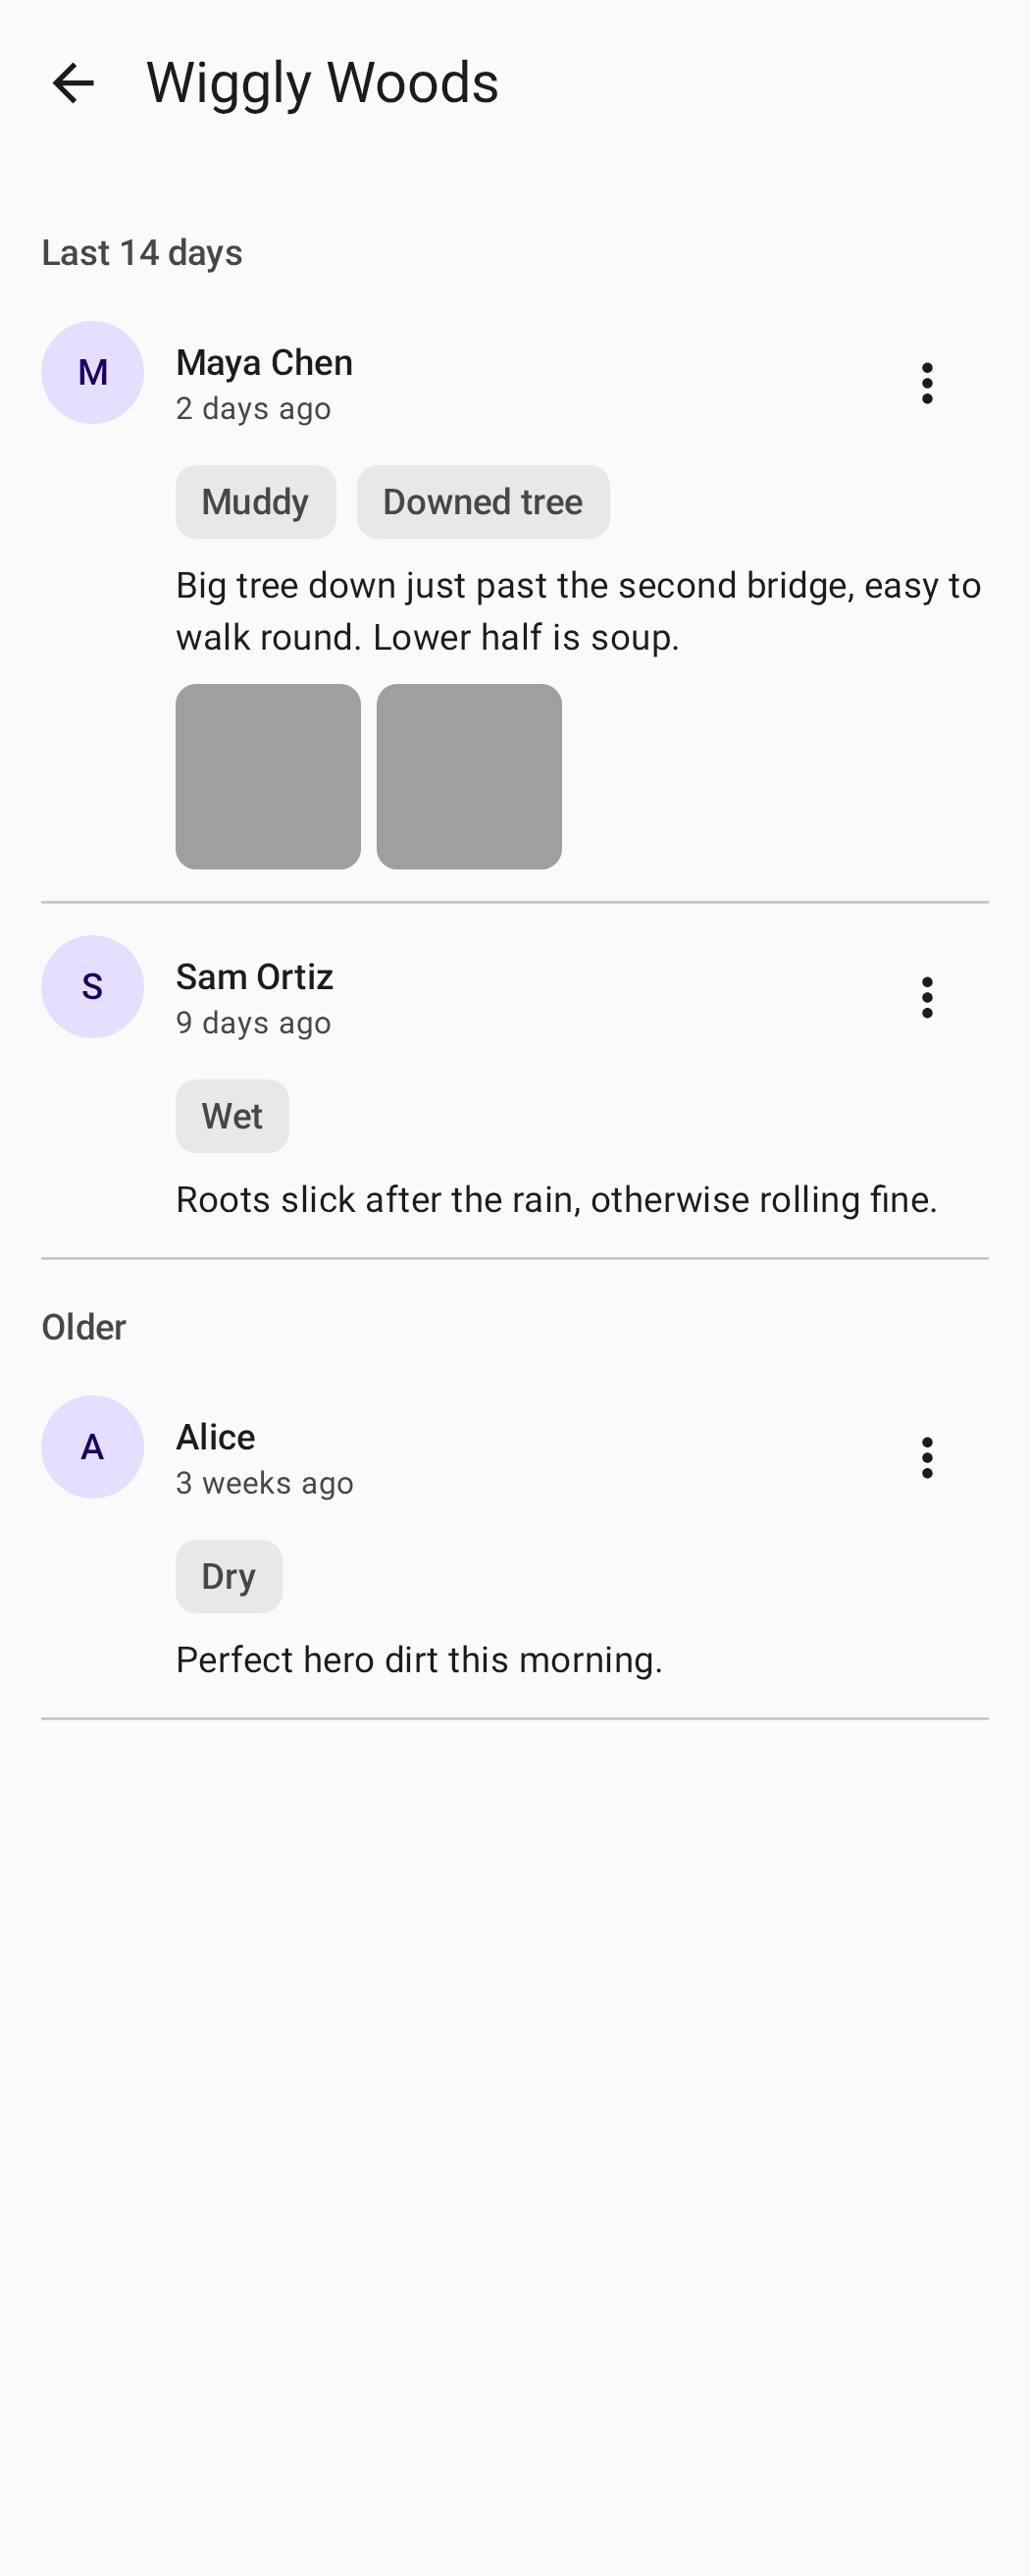 Wiggly Woods
Last 14 days
M
Maya Chen
2 days ago
Muddy Downed tree
Big tree down just past the second bridge, easy to
walk round. Lower half is soup.
S
Sam Ortiz
9 days ago
Wet
Roots slick after the rain, otherwise rolling fine.
Older
A
Alice
3 weeks ago
Dry
Perfect hero dirt this morning.